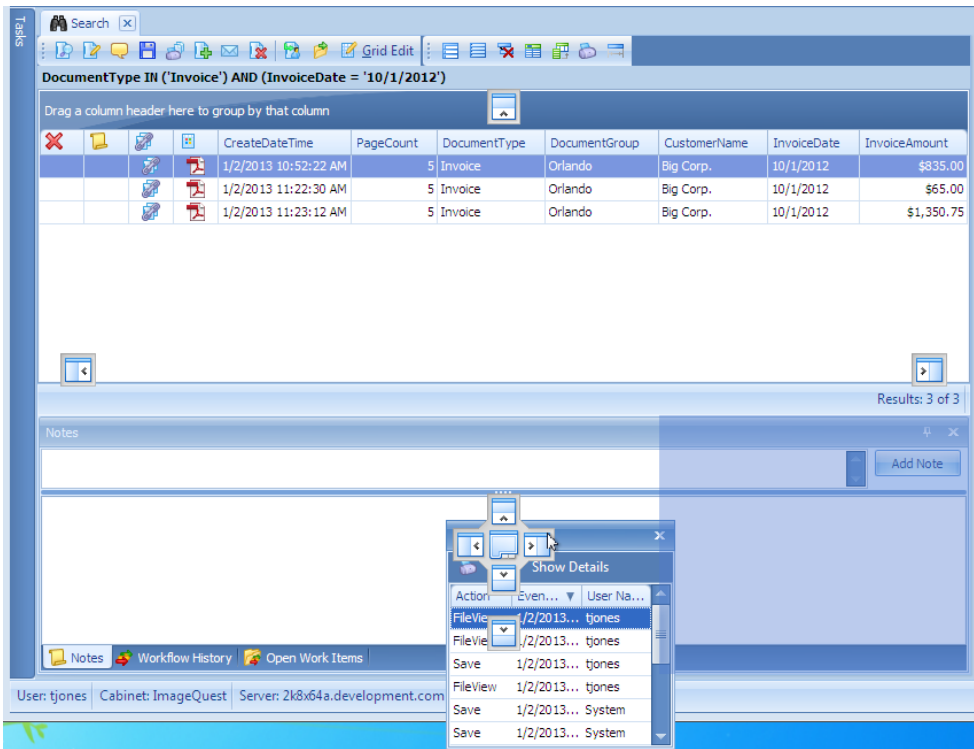 Tasks
Search
Grid Edit
DocumentType IN ('Invoice') AND (InvoiceDate = '10/1/2012')
Drag a column header here to group by that column
CreateDateTime PageCount DocumentType DocumentGroup CustomerName InvoiceDate InvoiceAmount
1/2/2013 10:52:22 AM 5 Invoice Orlando Big Corp. 10/1/2012 $835.00
1/2/2013 11:22:30 AM 5 Invoice Orlando Big Corp. 10/1/2012 $65.00
1/2/2013 11:23:12 AM 5 Invoice Orlando Big Corp. 10/1/2012 $1,350.75
Results: 3 of 3
Notes
Add Note
Show Details
Action Even... User Na...
FileVie 1/2/2013... tjones
FileVie /2/2013... tjones
Save 1/2/2013... tjones
FileView 1/2/2013... tjones
Save 1/2/2013... System
Save 1/2/2013... System
Notes Workflow History Open Work Items
User: tjones Cabinet: ImageQuest Server: 2k8x64a.development.com